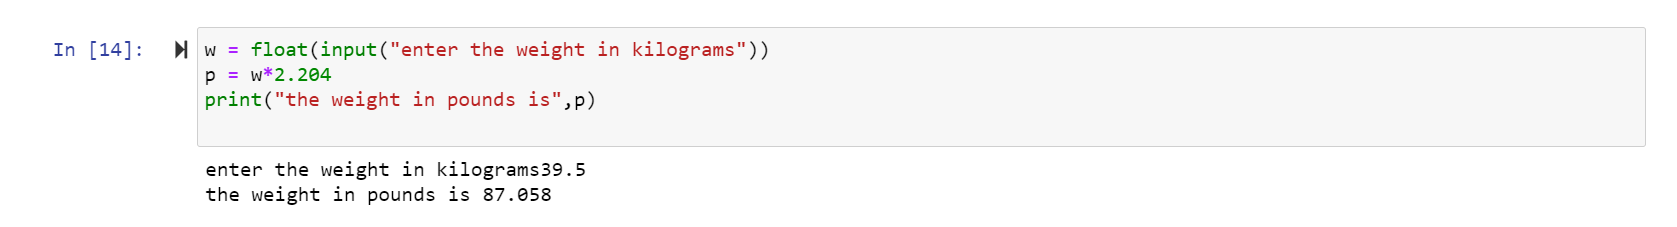 In [14]:
w = float(input("enter the weight in kilograms"))
p = w*2.204
print("the weight in pounds is",p)
enter the weight in kilograms39.5
the weight in pounds is 87.058